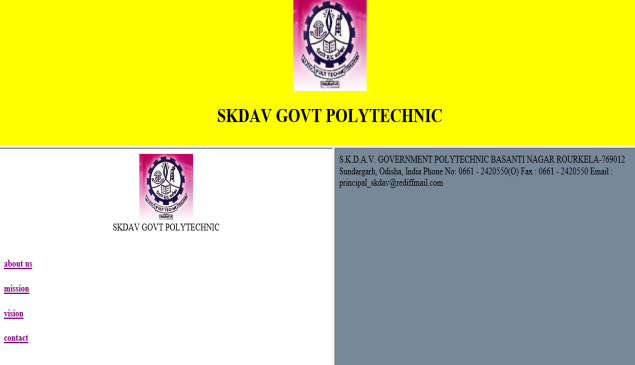 SKDAV GOVT POLYTECHNIC
SKDAV GOVT POLYTECHNIC
about us
mission
vision
contact
S.K.D.A.V. GOVERNMENT POLYTECHNIC BASANTI NAGAR ROURKELA-769012
Sundargarh, Odisha, India Phone No: 0661 - 2420550(O) Fax : 0661 - 2420550 Email :
principal_skdav@rediffmail.com